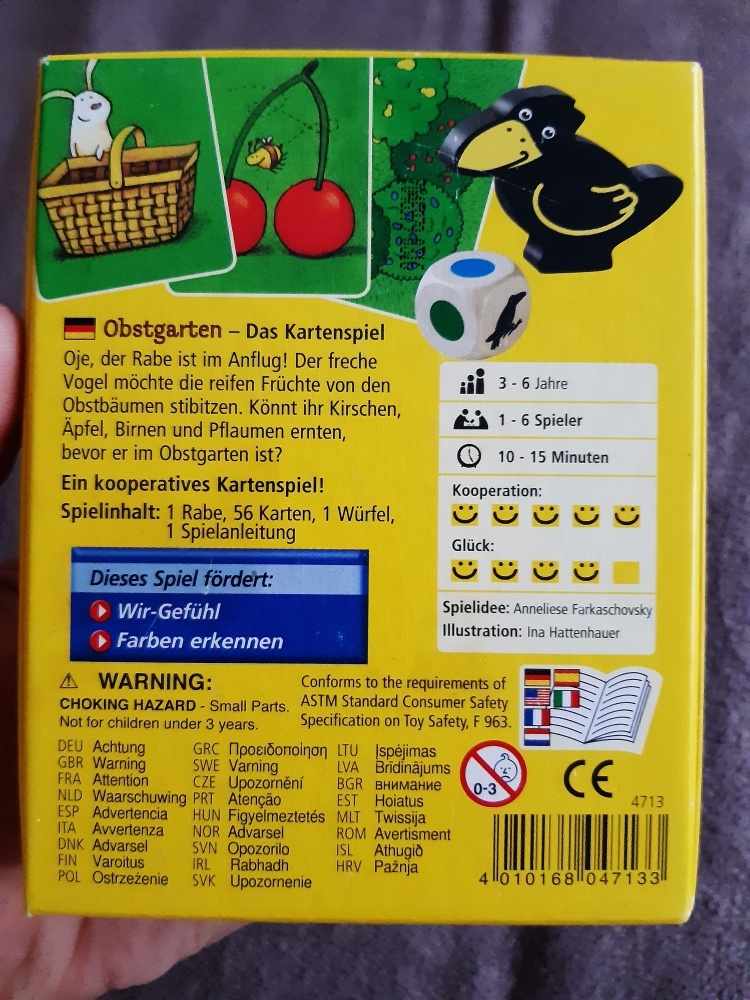 Obstgarten – Das Kartenspiel
Oje, der Rabe ist im Anflug! Der freche
Vogel möchte die reifen Früchte von den
Obstbäumen stibitzen. Könnt ihr Kirschen,
Äpfel, Birnen und Pflaumen ernten,
bevor er im Obstgarten ist?
Ein kooperatives Kartenspiel!
Spielinhalt: 1 Rabe, 56 Karten, 1 Würfel,
1 Spielanleitung
Dieses Spiel fördert:
Wir-Gefühl
Farben erkennen
3 - 6 Jahre
1 - 6 Spieler
10 - 15 Minuten
Kooperation:
Glück:
Spielidee: Anneliese Farkaschovsky
Illustration: Ina Hattenhauer
WARNING:
CHOKING HAZARD - Small Parts.
Not for children under 3 years.
Conforms to the requirements of
ASTM Standard Consumer Safety
Specification on Toy Safety, F 963.
DEU Achtung
GBR Warning
FRA Attention
NLD Waarschuwing
ESP Advertencia
ITA Avvertenza
DNK Advarsel
FIN Varoitus
POL Ostrzeżenie
GRC Προειδοποίηση
SWE Varning
CZE Upozornění
PRT Atenção
HUN Figyelmeztetés
NOR Advarsel
SVN Opozorilo
IRL Rabhadh
SVK Upozornenie
LTU Įspėjimas
LVA Brīdinājums
BGR внимание
EST Hoiatus
MLT Twissija
ROM Avertisment
ISL Athugið
HRV Pažnja
0-3
CE
4713
4 010168 047133